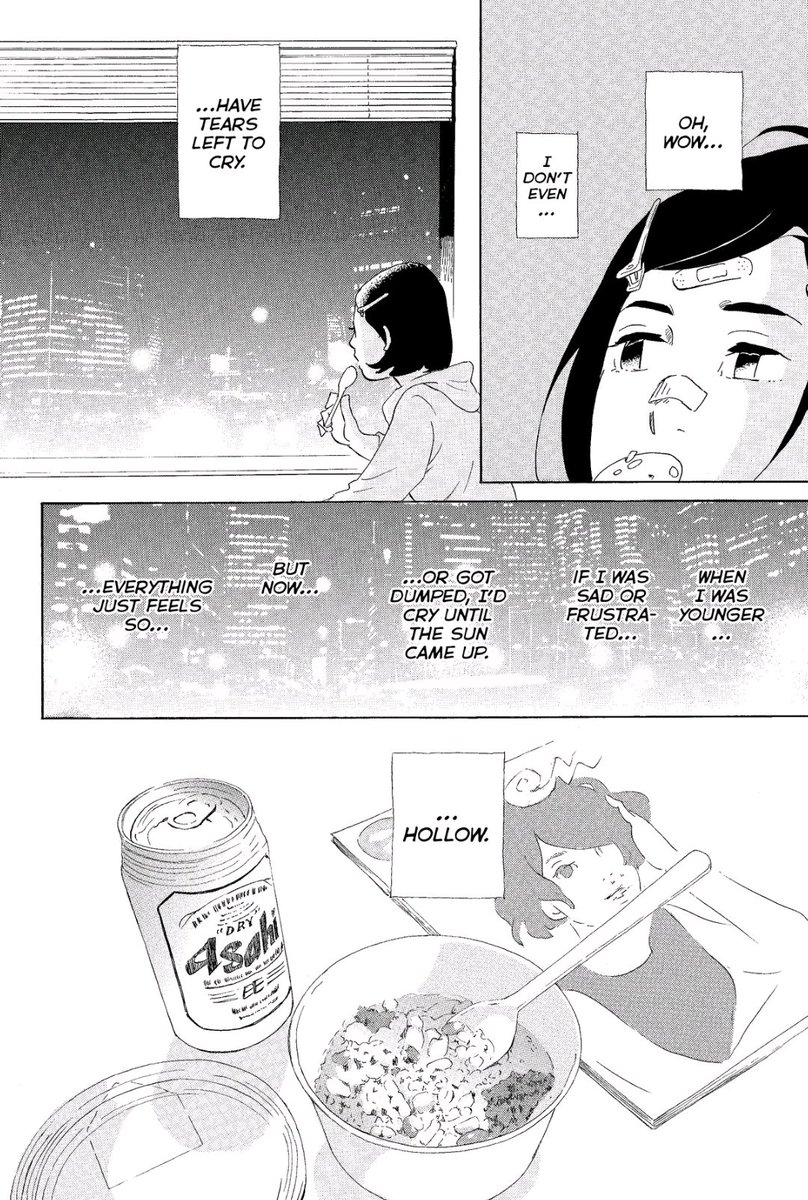 OH,
WOW...
I
DON'T
EVEN
...
...HAVE
TEARS
LEFT TO
CRY.
WHEN
I WAS
YOUNGER
...
IF I WAS
SAD OR
FRUSTRA-
TED...
...OR GOT
DUMPED, I'D
CRY UNTIL
THE SUN
CAME UP.
BUT
NOW...
...EVERYTHING
JUST FEELS
SO...
...
HOLLOW.
"DRY"
Asahi